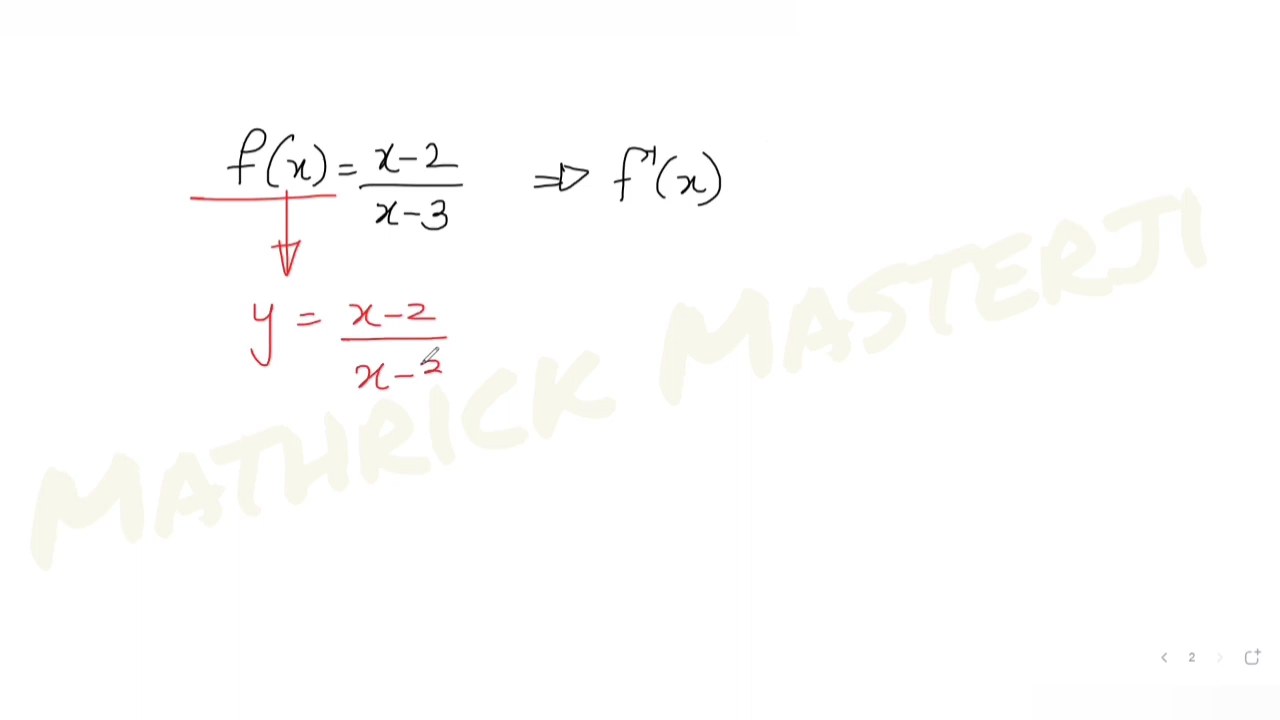 f(x) = x-2 / x-3 ⇒ f⁻¹(x)
y = x-2 / x-3
MATHRICK MASTERJI
< 2 >